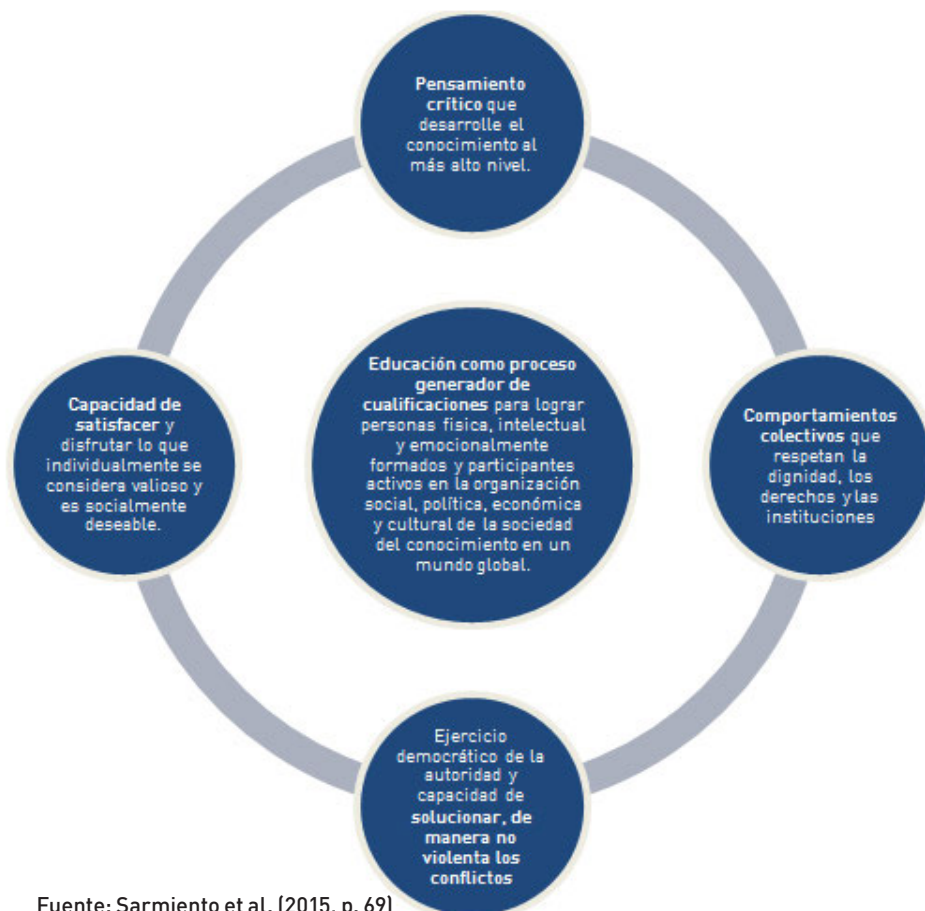 Pensamiento
crítico que
desarrolle el
conocimiento al
más alto nivel.
Capacidad de
satisfacer y
disfrutar lo que
individualmente se
considera valioso y
es socialmente
deseable.
Educación como proceso
generador de
cualificaciones para lograr
personas física, intelectual
y emocionalmente
formados y participantes
activos en la organización
social, política, económica
y cultural de la sociedad
del conocimiento en un
mundo global.
Comportamientos
colectivos que
respetan la
dignidad, los
derechos y las
instituciones
Ejercicio
democrático de la
autoridad y
capacidad de
solucionar, de
manera no
violenta los
conflictos
Fuente: Sarmiento et al. (2015, p. 69)